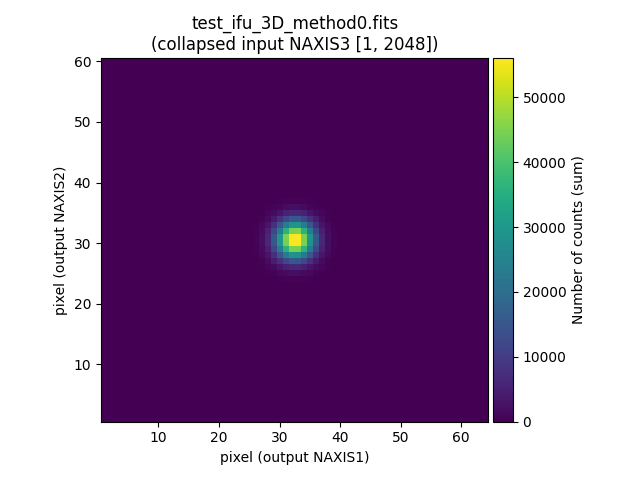 test_ifu_3D_method0.fits
(collapsed input NAXIS3 [1, 2048])
60
50
40
30
20
10
pixel (output NAXIS2)
10 20 30 40 50 60
pixel (output NAXIS1)
50000
40000
30000
20000
10000
0
Number of counts (sum)